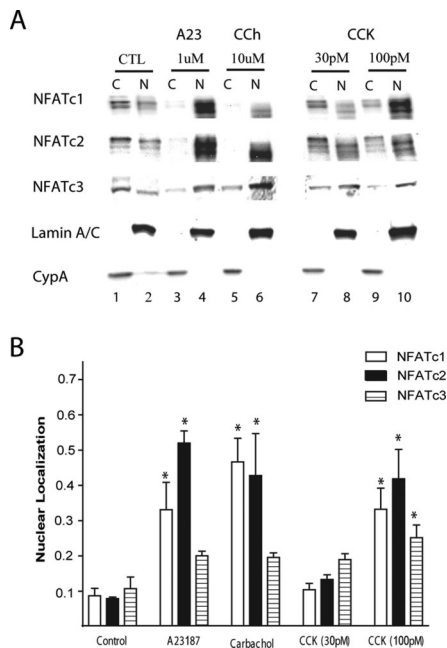 A
A23 CCh CCK
CTL 1uM 10uM 30pM 100pM
C N C N C N C N C N
NFATc1
NFATc2
NFATc3
Lamin A/C
CypA
1 2 3 4 5 6 7 8 9 10
B
NFATc1
NFATc2
NFATc3
Nuclear Localization
0.7
0.6
0.5
0.4
0.3
0.2
0.1
* * * * * * *
Control A23187 Carbachol CCK (30pM) CCK (100pM)